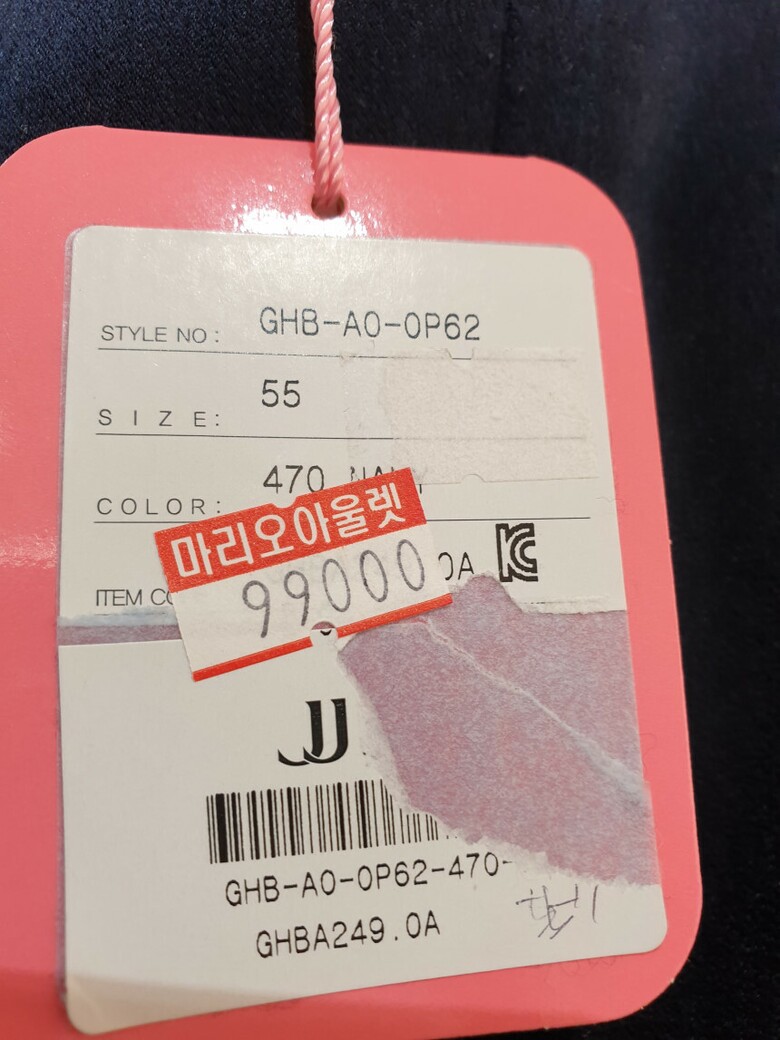 STYLE NO : GHB-A0-0P62
SIZE: 55
COLOR: 470
마리오아울렛
99000
ITEM CO 0A
JJ
GHB-A0-0P62-470-
GHBA249.0A